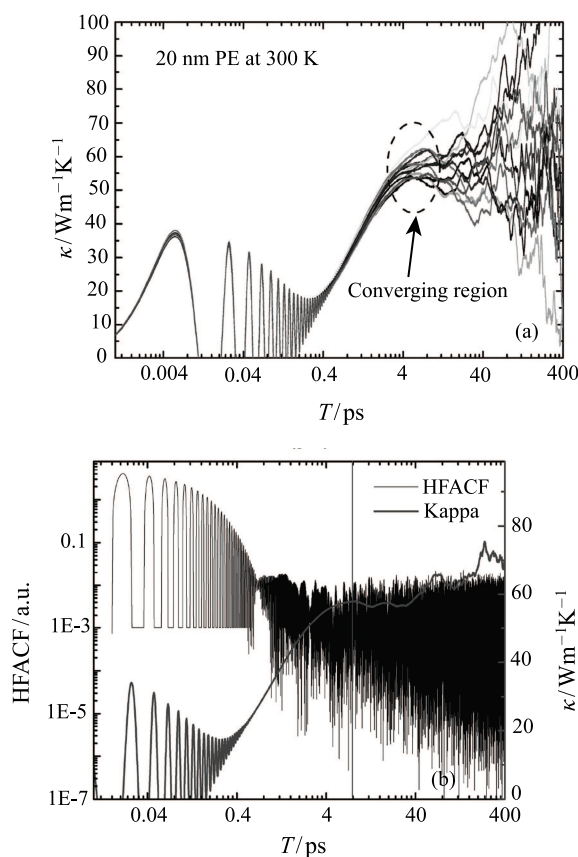 100
90
80
70
60
50
40
30
20
10
0
κ/Wm⁻¹K⁻¹
20 nm PE at 300 K
Converging region
(a)
0.004
0.04
0.4
4
40
400
T/ps
HFACF
Kappa
0.1
1E-3
1E-5
1E-7
HFACF/a.u.
80
60
40
20
0
κ/Wm⁻¹K⁻¹
(b)
0.04
0.4
4
40
400
T/ps